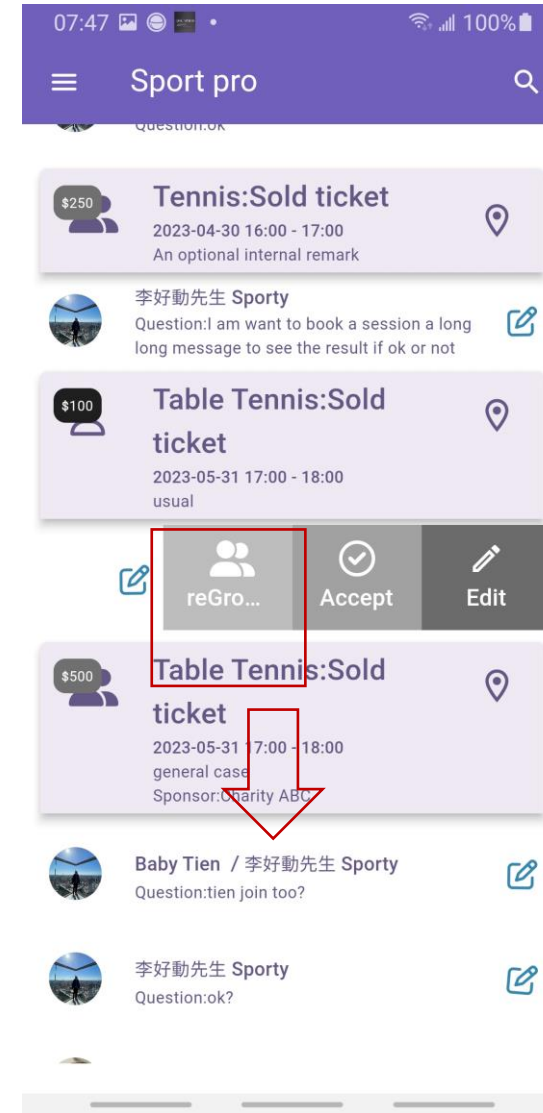 07:47 100%
Sport pro
Question:ok
$250
Tennis:Sold ticket
2023-04-30 16:00 - 17:00
An optional internal remark
李好動先生 Sporty
Question:I am want to book a session a long
long message to see the result if ok or not
$100
Table Tennis:Sold
ticket
2023-05-31 17:00 - 18:00
usual
reGro... Accept Edit
$500
Table Tennis:Sold
ticket
2023-05-31 17:00 - 18:00
general case
Sponsor:Charity ABC
Baby Tien / 李好動先生 Sporty
Question:tien join too?
李好動先生 Sporty
Question:ok?